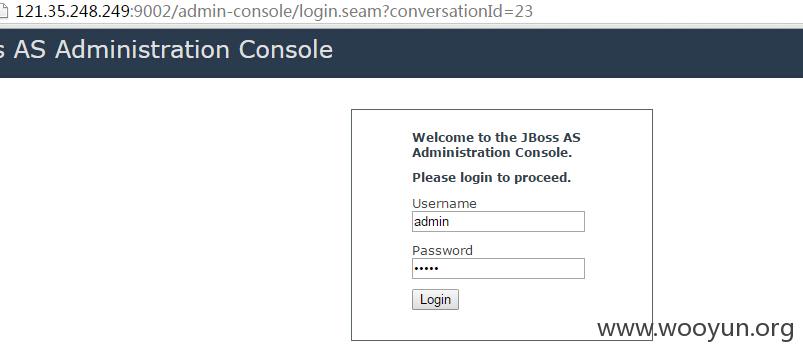 121.35.248.249:9002/admin-console/login.seam?conversationId=23
s AS Administration Console
Welcome to the JBoss AS
Administration Console.
Please login to proceed.
Username
admin
Password
•••••
Login
www.wooyun.org